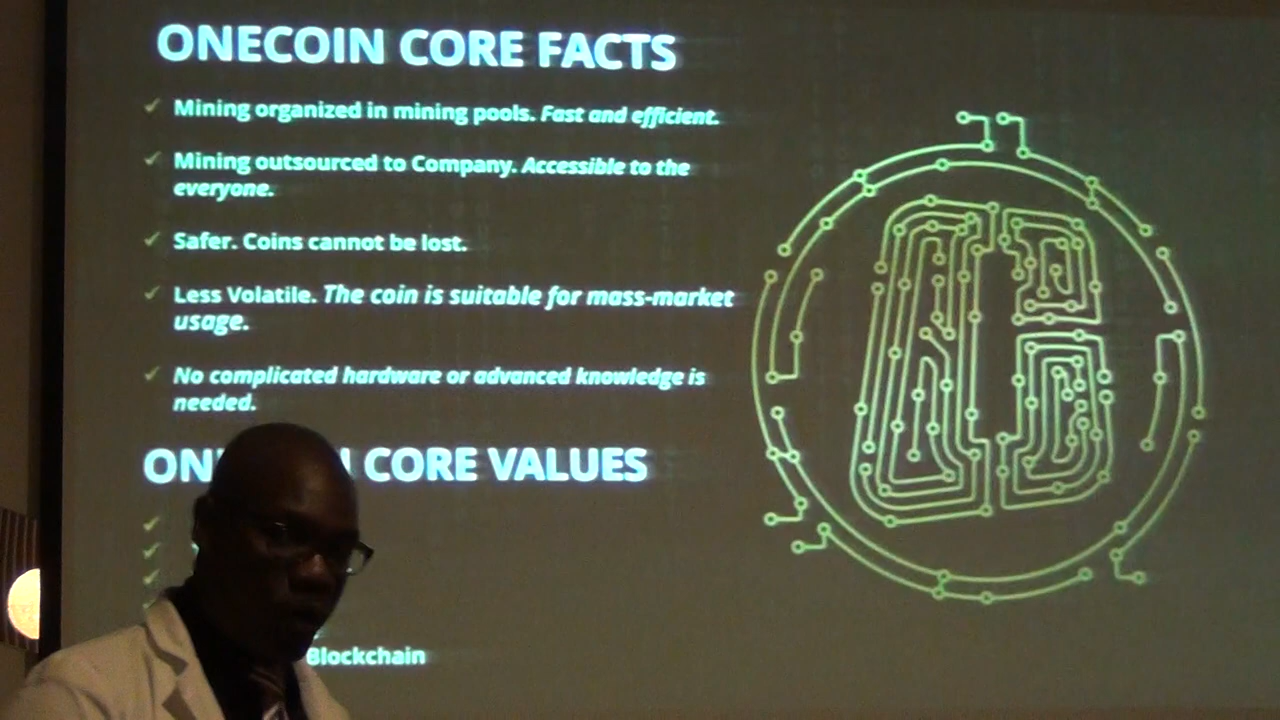 ONECOIN CORE FACTS
Mining organized in mining pools. Fast and efficient.
Mining outsourced to Company. Accessible to the
everyone.
Safer. Coins cannot be lost.
Less Volatile. The coin is suitable for mass-market
usage.
No complicated hardware or advanced knowledge is
needed.
ON N CORE VALUES
Blockchain